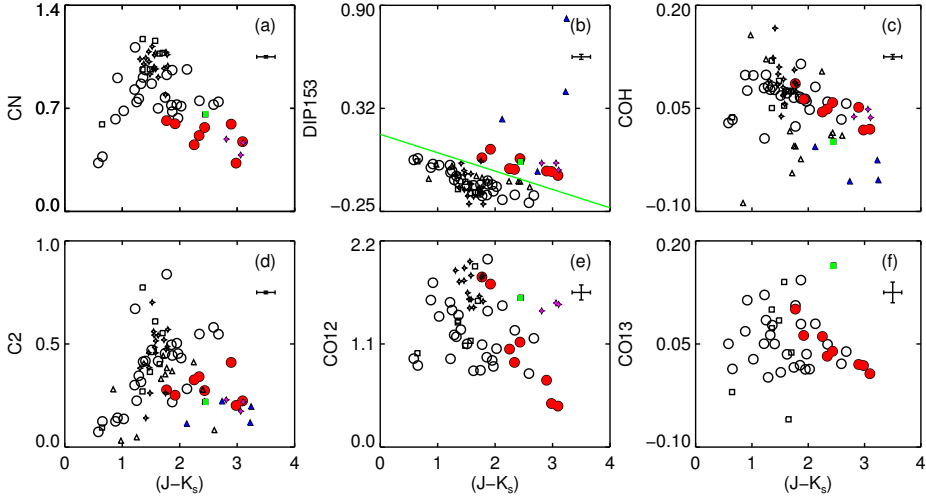 1.4
0.7
0.0
CN
(a)
0.90
0.32
−0.25
DIP153
(b)
0.20
0.05
−0.10
COH
(c)
1.0
0.5
0.0
C2
(d)
0 1 2 3 4
(J−Ks)
2.2
1.1
0.0
CO12
(e)
0 1 2 3 4
(J−Ks)
0.20
0.05
−0.10
CO13
(f)
0 1 2 3 4
(J−Ks)